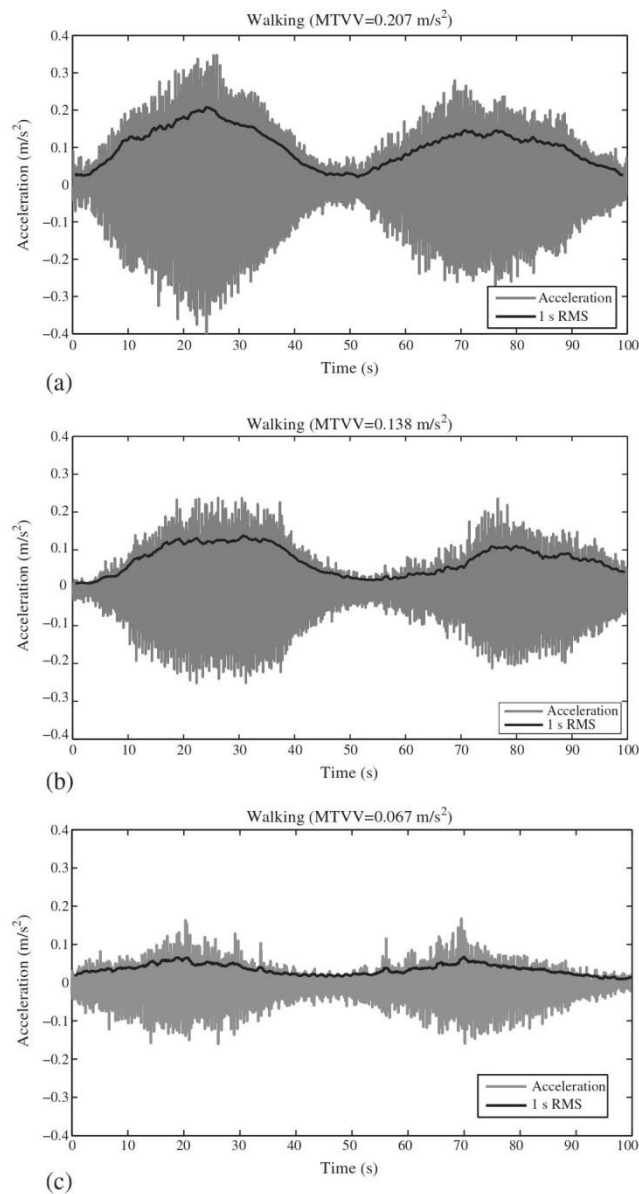 Walking (MTVV=0.207 m/s²)
0.4
0.3
0.2
0.1
0
−0.1
−0.2
−0.3
−0.4
Acceleration (m/s²)
Acceleration
1 s RMS
0 10 20 30 40 50 60 70 80 90 100
Time (s)
(a)
Walking (MTVV=0.138 m/s²)
0.4
0.3
0.2
0.1
0
−0.1
−0.2
−0.3
−0.4
Acceleration (m/s²)
Acceleration
1 s RMS
0 10 20 30 40 50 60 70 80 90 100
Time (s)
(b)
Walking (MTVV=0.067 m/s²)
0.4
0.3
0.2
0.1
0
−0.1
−0.2
−0.3
−0.4
Acceleration (m/s²)
Acceleration
1 s RMS
0 10 20 30 40 50 60 70 80 90 100
Time (s)
(c)